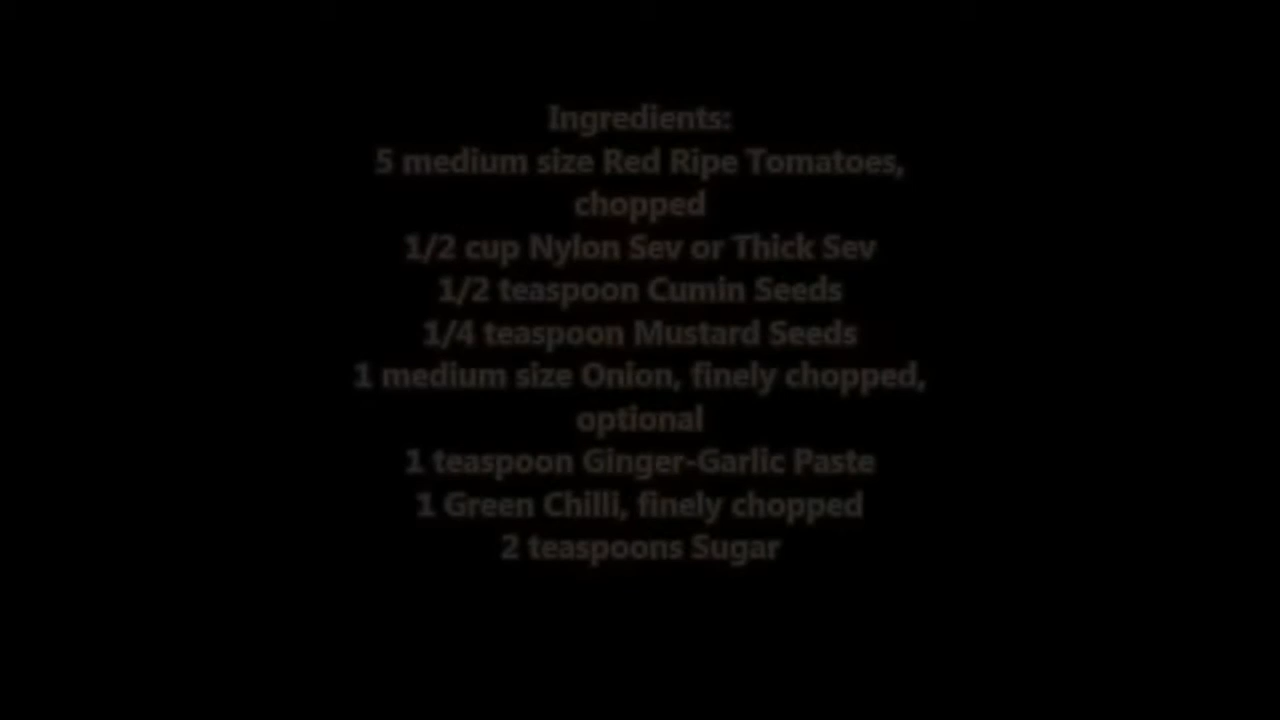 Ingredients:
5 medium size Red Ripe Tomatoes,
chopped
1/2 cup Nylon Sev or Thick Sev
1/2 teaspoon Cumin Seeds
1/4 teaspoon Mustard Seeds
1 medium size Onion, finely chopped,
optional
1 teaspoon Ginger-Garlic Paste
1 Green Chilli, finely chopped
2 teaspoons Sugar